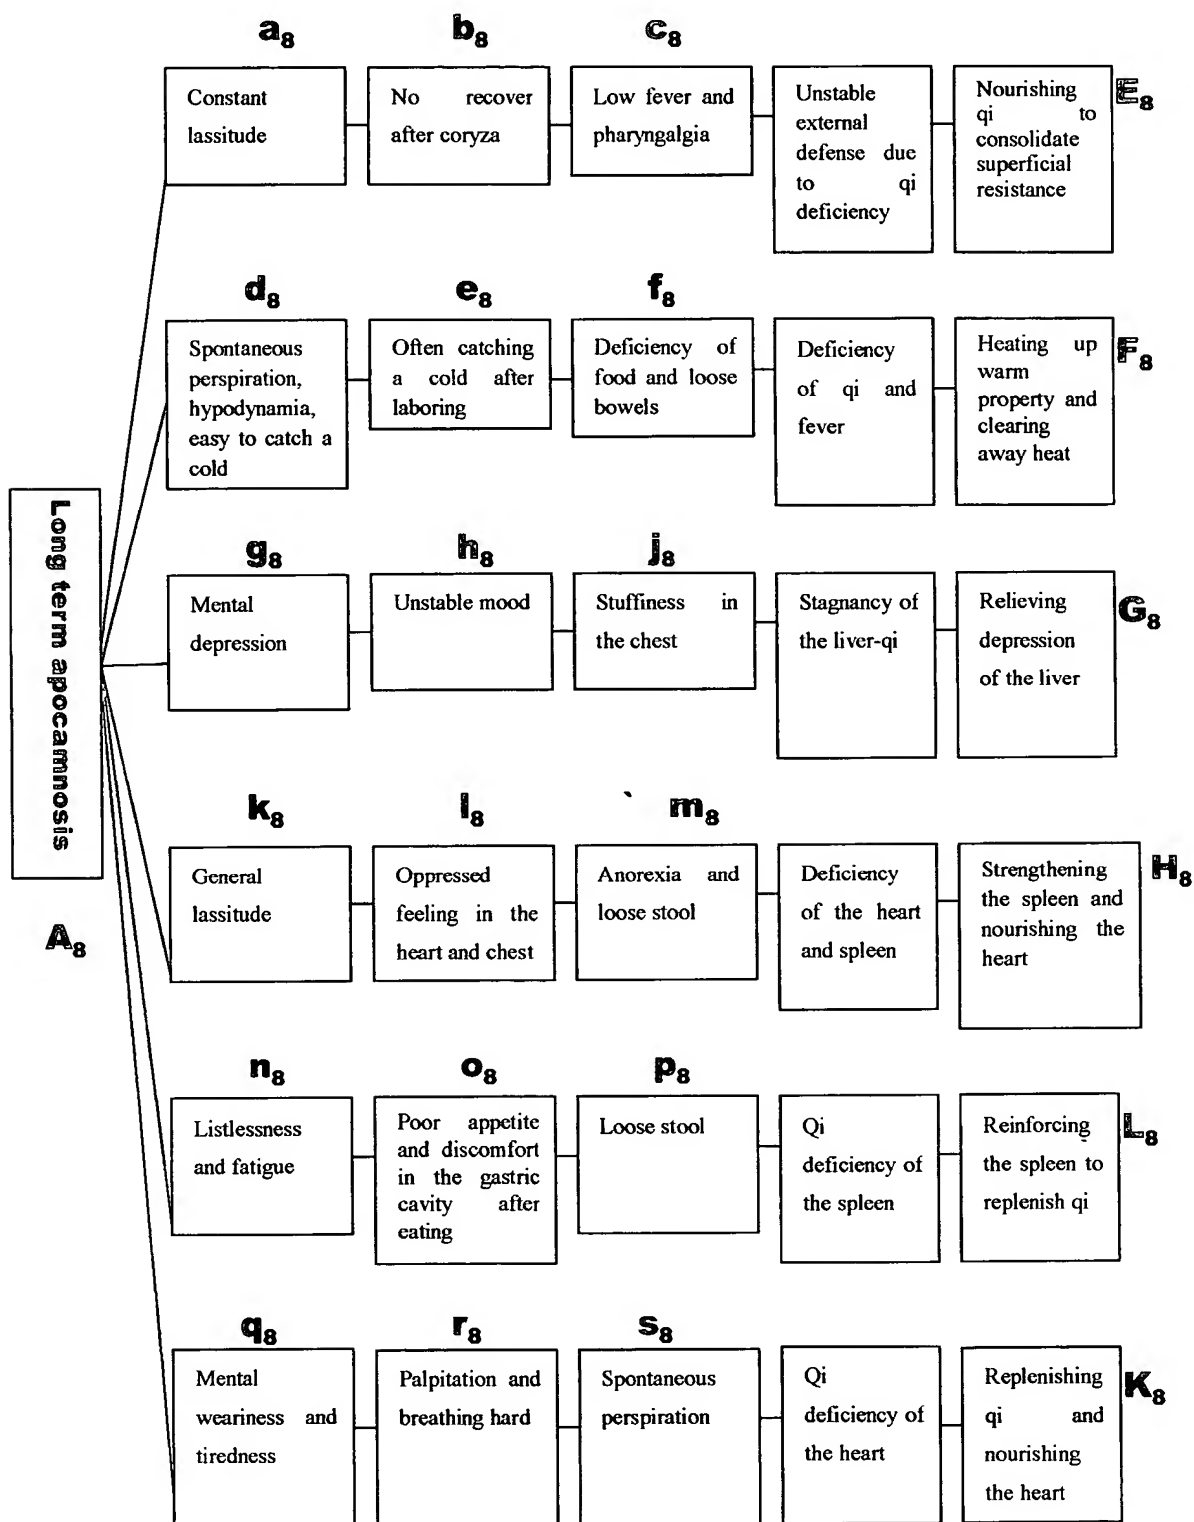 a8 b8 c8
Constant
lassitude
No recover
after coryza
Low fever and
pharyngalgia
Unstable
external
defense due
to qi
deficiency
Nourishing
qi to
consolidate
superficial
resistance
E8
d8 e8 f8
Spontaneous
perspiration,
hypodynamia,
easy to catch a
cold
Often catching
a cold after
laboring
Deficiency of
food and loose
bowels
Deficiency
of qi and
fever
Heating up
warm
property and
clearing
away heat
F8
Long term apocamnosis
A8
g8 h8 j8
Mental
depression
Unstable mood
Stuffiness in
the chest
Stagnancy of
the liver-qi
Relieving
depression
of the liver
G8
k8 l8 m8
General
lassitude
Oppressed
feeling in the
heart and chest
Anorexia and
loose stool
Deficiency
of the heart
and spleen
Strengthening
the spleen and
nourishing the
heart
H8
n8 o8 p8
Listlessness
and fatigue
Poor appetite
and discomfort
in the gastric
cavity after
eating
Loose stool
Qi
deficiency of
the spleen
Reinforcing
the spleen to
replenish qi
L8
q8 r8 s8
Mental
weariness and
tiredness
Palpitation and
breathing hard
Spontaneous
perspiration
Qi
deficiency of
the heart
Replenishing
qi and
nourishing
the heart
K8